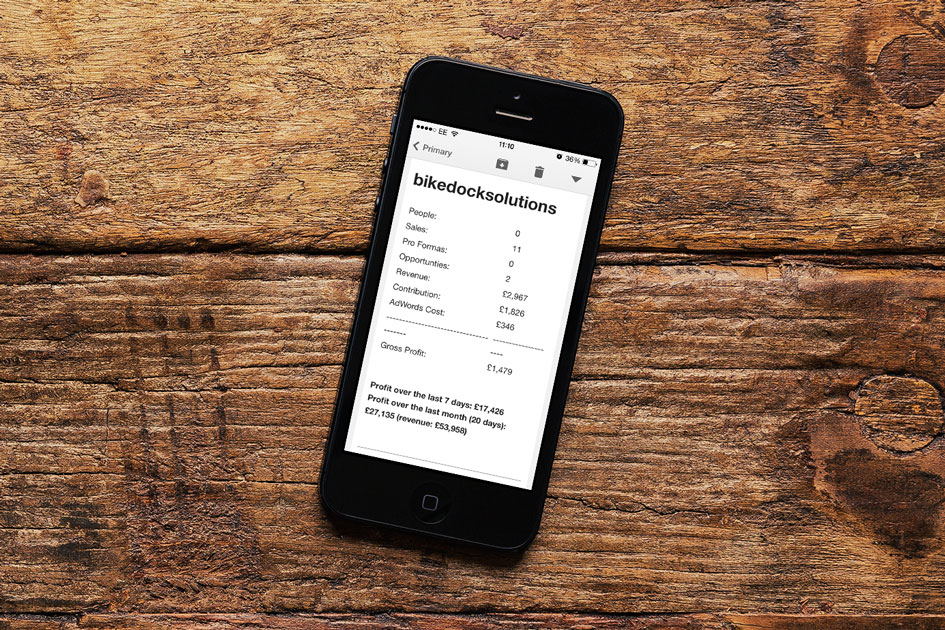 EE 11:10 36%
Primary
bikedocksolutions
People: 0
Sales: 11
Pro Formas: 0
Opportunties: 2
Revenue: £2,967
Contribution: £1,826
AdWords Cost: £346
---------------------------- --------------
------- ----
Gross Profit: £1,479
Profit over the last 7 days: £17,426
Profit over the last month (20 days):
£27,135 (revenue: £53,958)